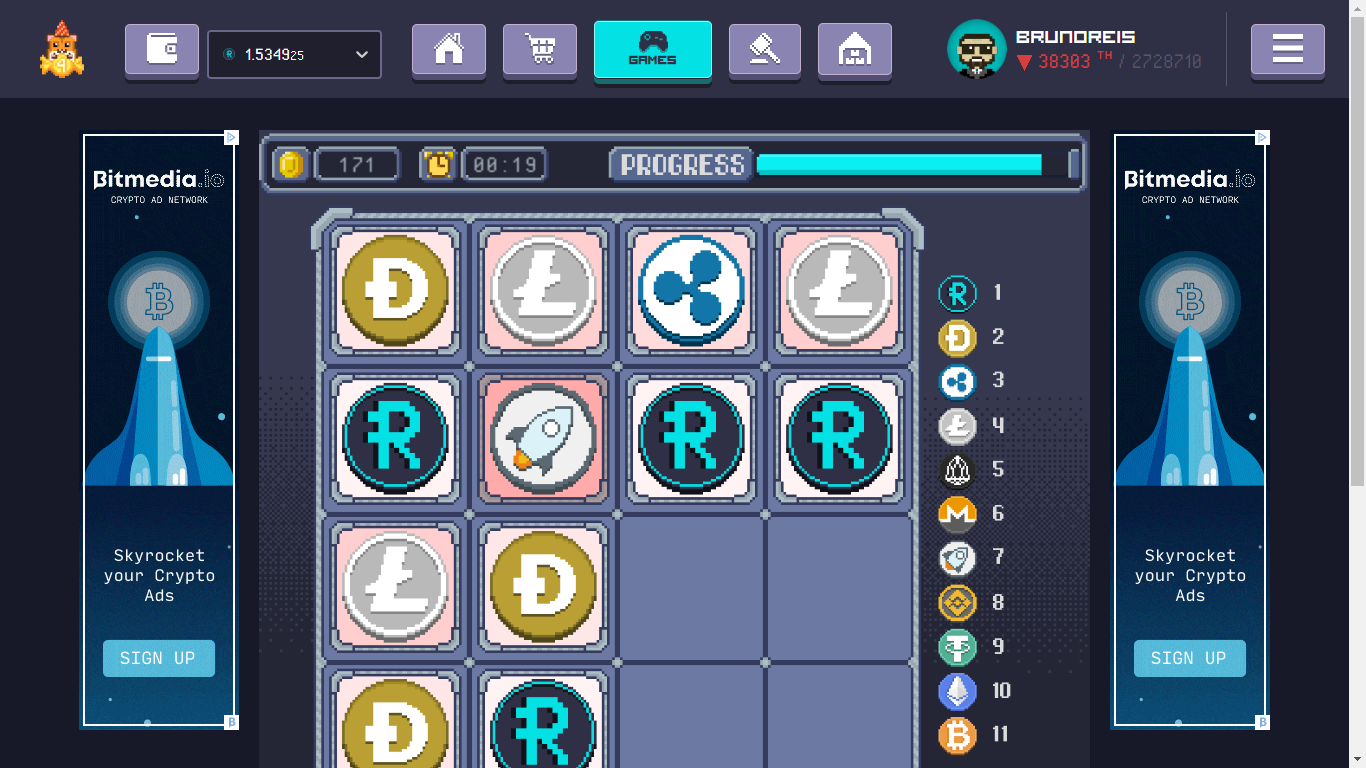 1.534925
GAMES
BRUNOREIS
38303 TH / 2728710
171
00:19
PROGRESS
Bitmedia.io
CRYPTO AD NETWORK
Skyrocket
your Crypto
Ads
SIGN UP
B
1
2
3
4
5
6
7
8
9
10
11
Bitmedia.io
CRYPTO AD NETWORK
Skyrocket
your Crypto
Ads
SIGN UP
B